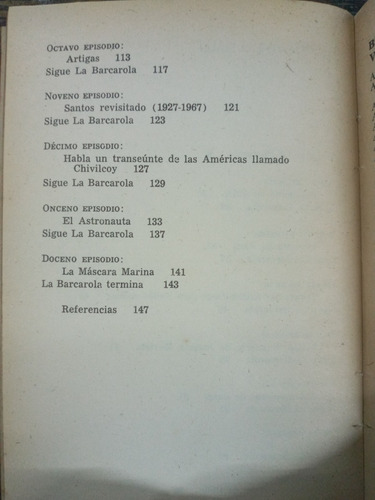 OCTAVO EPISODIO:
Artigas 113
Sigue La Barcarola 117
NOVENO EPISODIO:
Santos revisitado (1927-1967) 121
Sigue La Barcarola 123
DÉCIMO EPISODIO:
Habla un transeúnte de las Américas llamado
Chivilcoy 127
Sigue La Barcarola 129
ONCENO EPISODIO:
El Astronauta 133
Sigue La Barcarola 137
DOCENO EPISODIO:
La Máscara Marina 141
La Barcarola termina 143
Referencias 147